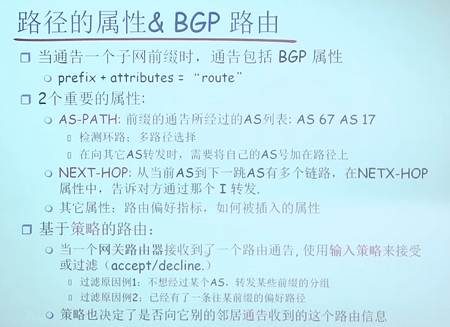 路径的属性& BGP 路由
当通告一个子网前缀时，通告包括 BGP 属性
prefix + attributes = “route”
2个重要的属性:
AS-PATH: 前缀的通告所经过的AS列表: AS 67 AS 17
检测环路；多路径选择
在向其它AS转发时，需要将自己的AS号加在路径上
NEXT-HOP: 从当前AS到下一跳AS有多个链路，在NETX-HOP
属性中，告诉对方通过那个 I 转发.
其它属性：路由偏好指标，如何被插入的属性
基于策略的路由：
当一个网关路由器接收到了一个路由通告, 使用输入策略来接受
或过滤（accept/decline.）
过滤原因例1：不想经过某个AS，转发某些前缀的分组
过滤原因例2：已经有了一条往某前缀的偏好路径
策略也决定了是否向它别的邻居通告收到的这个路由信息